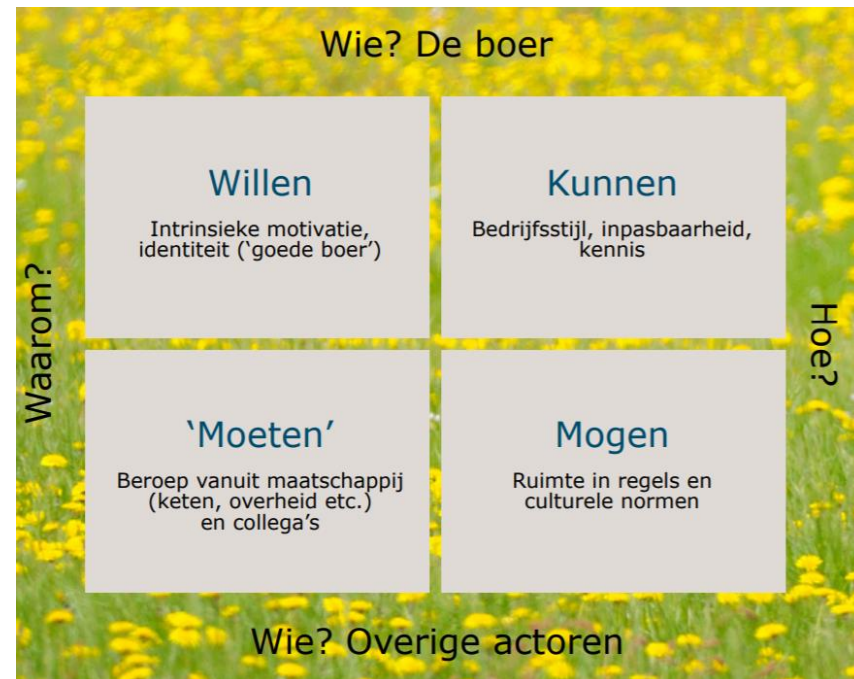 Wie? De boer
Waarom?
Willen
Intrinsieke motivatie,
identiteit (‘goede boer’)
Kunnen
Bedrijfsstijl, inpasbaarheid,
kennis
Hoe?
‘Moeten’
Beroep vanuit maatschappij
(keten, overheid etc.)
en collega’s
Mogen
Ruimte in regels en
culturele normen
Wie? Overige actoren